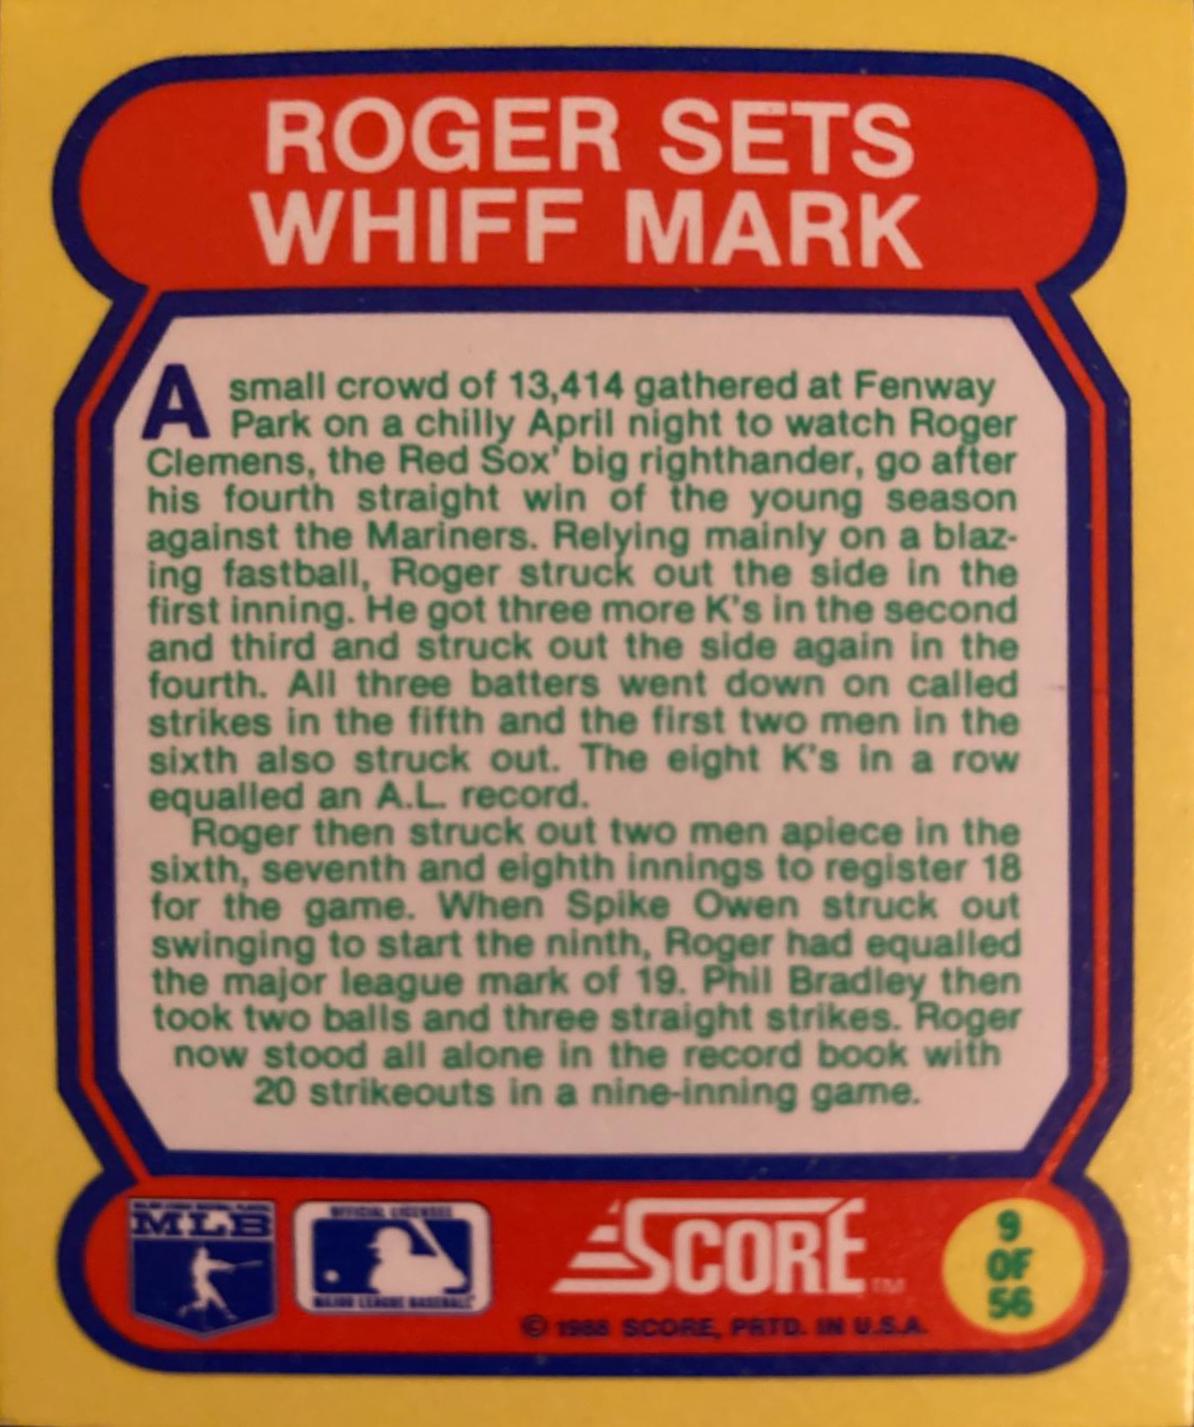 ROGER SETS
WHIFF MARK
A small crowd of 13,414 gathered at Fenway
Park on a chilly April night to watch Roger
Clemens, the Red Sox' big righthander, go after
his fourth straight win of the young season
against the Mariners. Relying mainly on a blaz-
ing fastball, Roger struck out the side in the
first inning. He got three more K's in the second
and third and struck out the side again in the
fourth. All three batters went down on called
strikes in the fifth and the first two men in the
sixth also struck out. The eight K's in a row
equalled an A.L. record.
Roger then struck out two men apiece in the
sixth, seventh and eighth innings to register 18
for the game. When Spike Owen struck out
swinging to start the ninth, Roger had equalled
the major league mark of 19. Phil Bradley then
took two balls and three straight strikes. Roger
now stood all alone in the record book with
20 strikeouts in a nine-inning game.
MLB
OFFICIAL LICENSEE
MAJOR LEAGUE BASEBALL
SCORE TM
© 1988 SCORE, PRTD. IN U.S.A.
9
OF
56